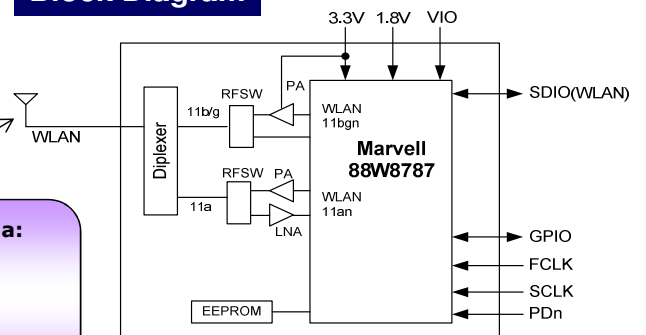 Block Diagram
3.3V 1.8V VIO
PA
RFSW
11b/g
WLAN
11bgn
SDIO(WLAN)
Marvell
88W8787
WLAN
Diplexer
RFSW PA
WLAN
11an
11a
LNA
a:
GPIO
FCLK
SCLK
PDn
EEPROM